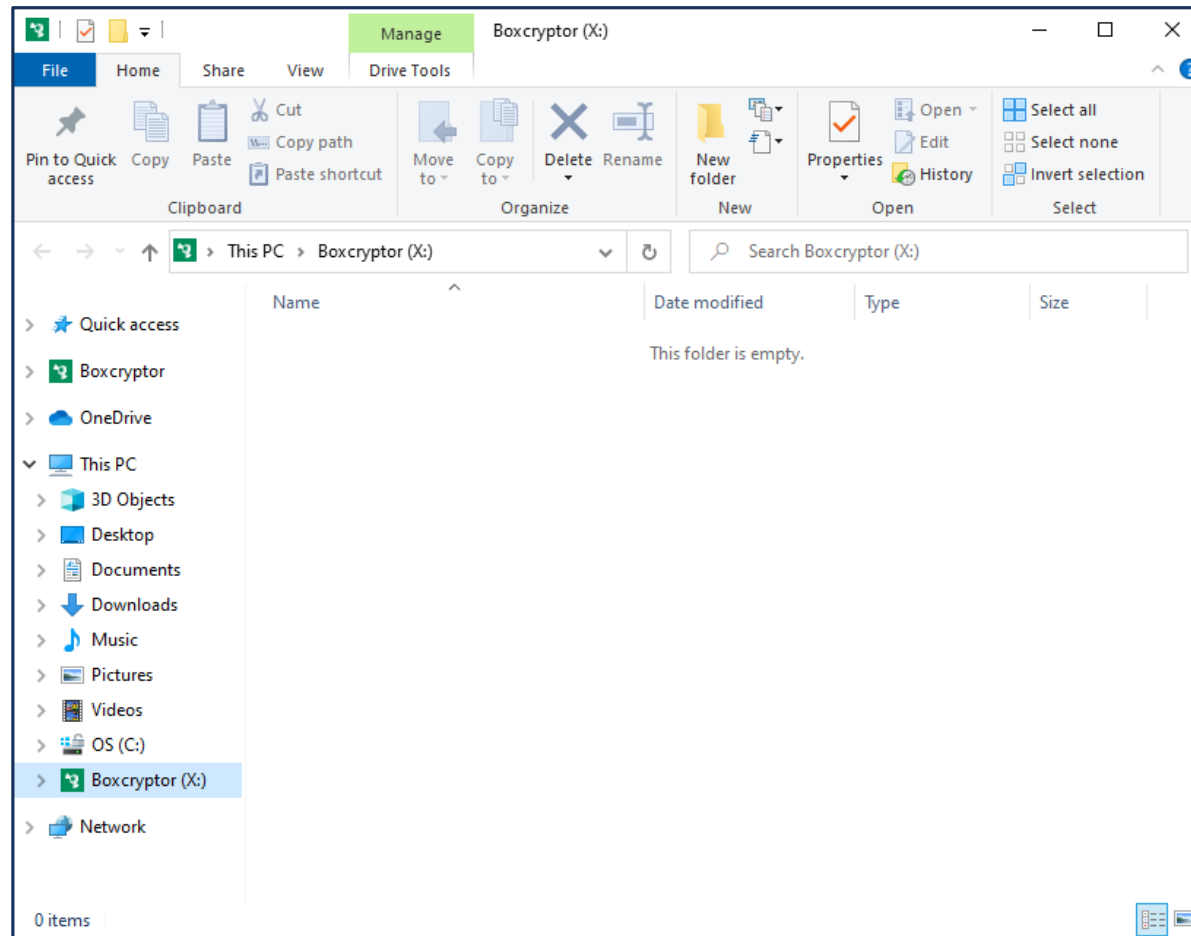 Manage
Boxcryptor (X:)
File
Home
Share
View
Drive Tools
Pin to Quick access
Copy
Paste
Cut
Copy path
Paste shortcut
Clipboard
Move to
Copy to
Delete
Rename
Organize
New folder
New
Properties
Open
Edit
History
Open
Select all
Select none
Invert selection
Select
This PC > Boxcryptor (X:)
Search Boxcryptor (X:)
Name
Date modified
Type
Size
This folder is empty.
Quick access
Boxcryptor
OneDrive
This PC
3D Objects
Desktop
Documents
Downloads
Music
Pictures
Videos
OS (C:)
Boxcryptor (X:)
Network
0 items